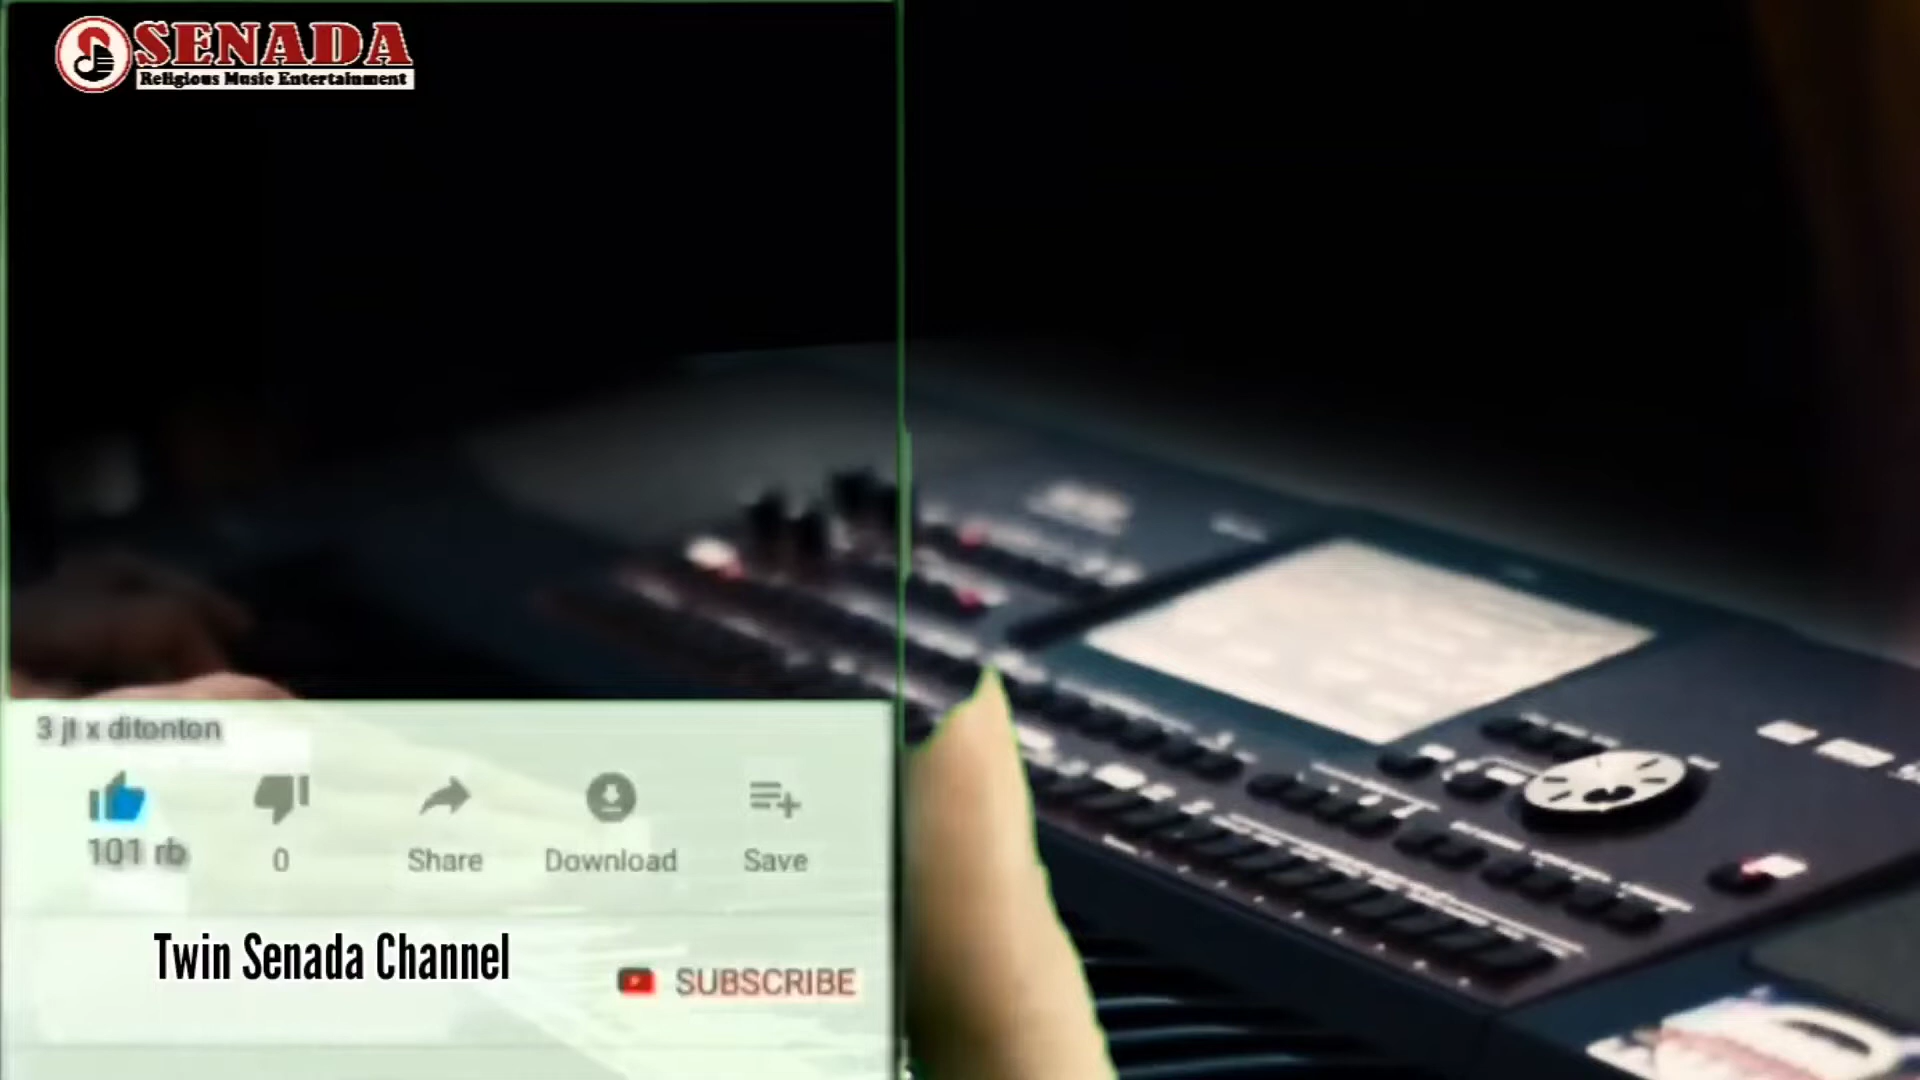 SENADA
Religious Music Entertainment
3 jt x ditonton
101 rb
0
Share
Download
Save
Twin Senada Channel
SUBSCRIBE